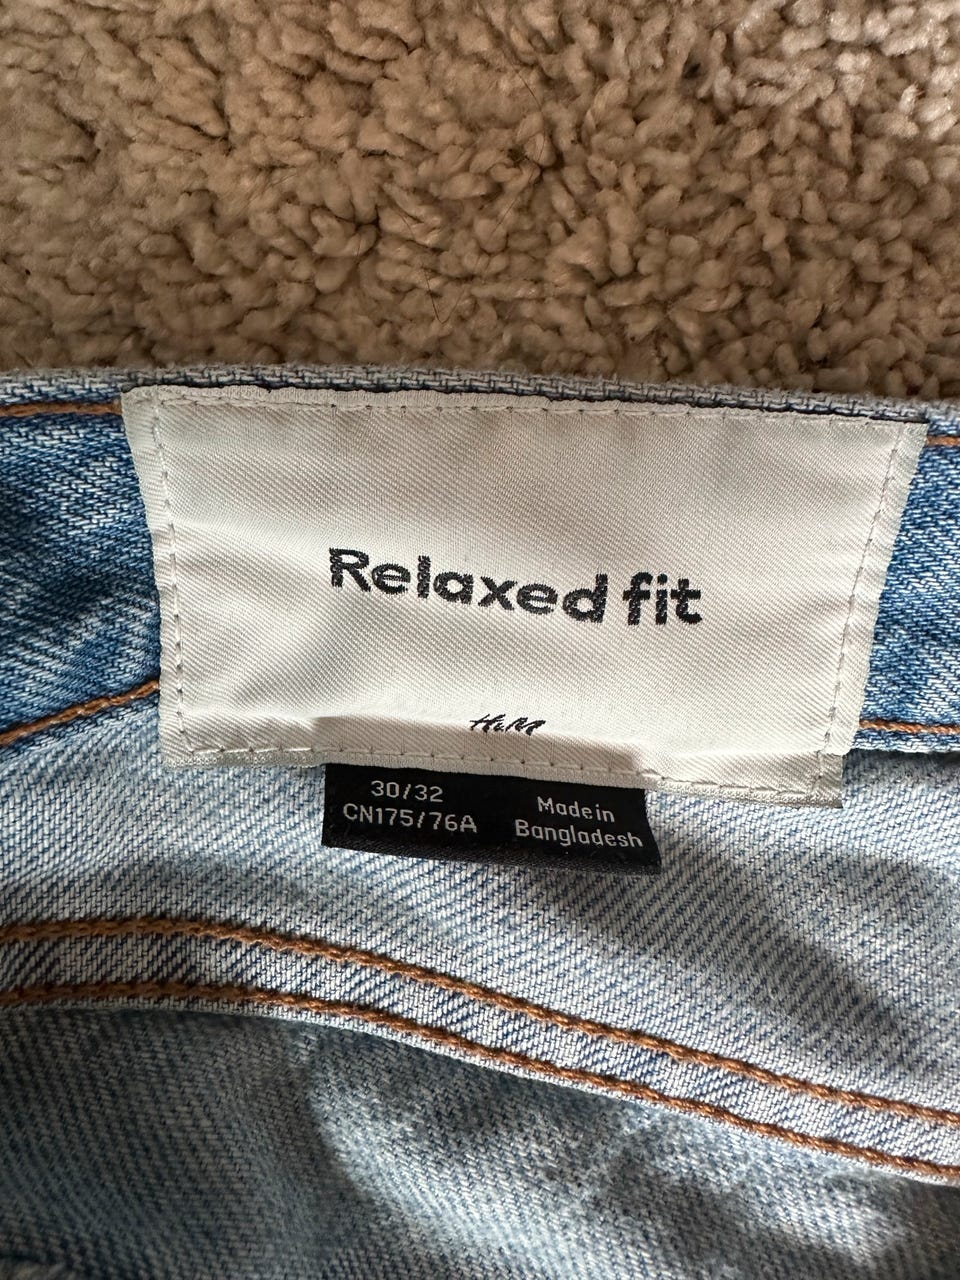 Relaxed fit
H&M
30/32
CN175/76A
Made in
Bangladesh